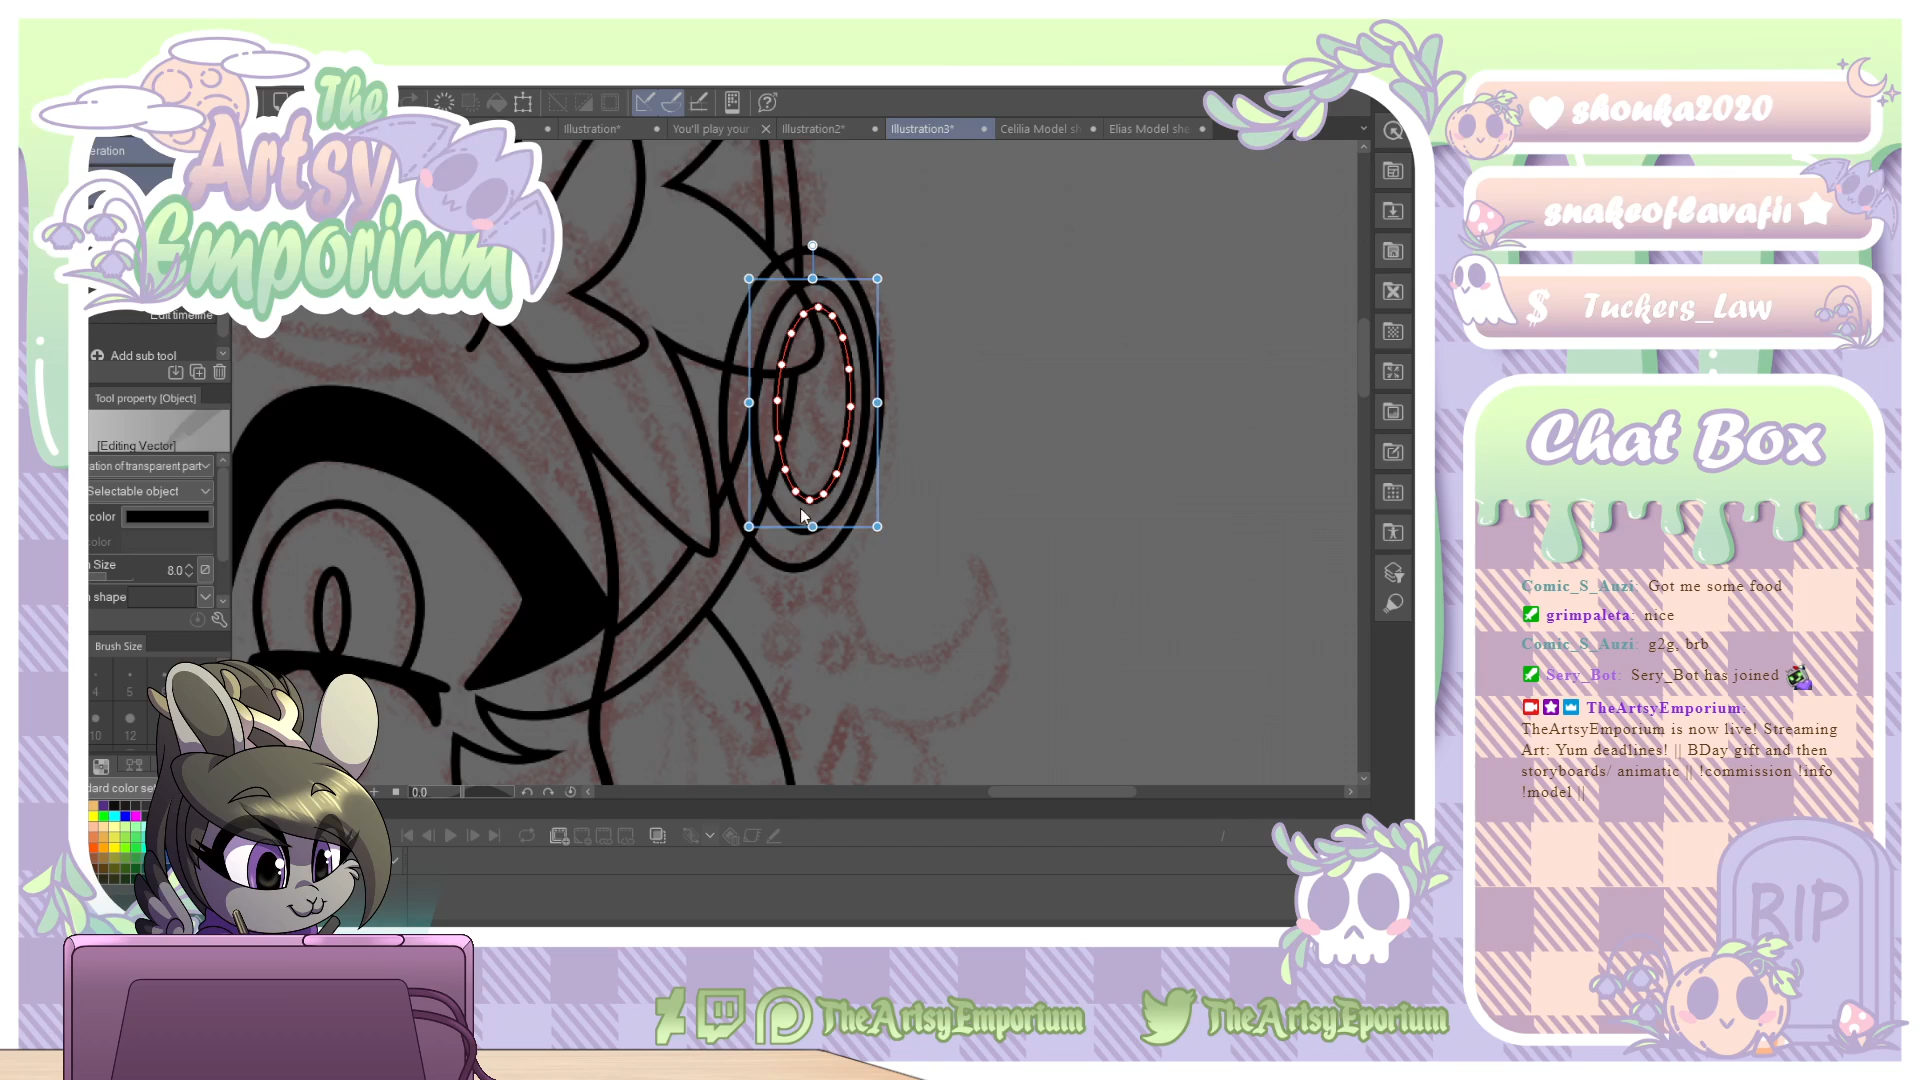 The
Artsy
Emporium
eration
Illustration*
You'll play your
Illustration2*
Illustration3*
Celilia Model sh
Elias Model she
Edit timeline
Add sub tool
Tool property [Object]
[Editing Vector]
ation of transparent part
Selectable object
color
color
Size
8.0
shape
Brush Size
4
5
10
12
dard color se
0.0
/
shouka2020
snakeoflavafir
$ Tuckers_Law
Chat Box
Comic_S_Auzi: Got me some food
grimpaleta: nice
Comic_S_Auzi: g2g, brb
Sery_Bot: Sery_Bot has joined
TheArtsyEmporium:
TheArtsyEmporium is now live! Streaming
Art: Yum deadlines! || BDay gift and then
storyboards/ animatic || !commission !info
!model ||
RIP
TheArtsyEmporium
TheArtsyEporium